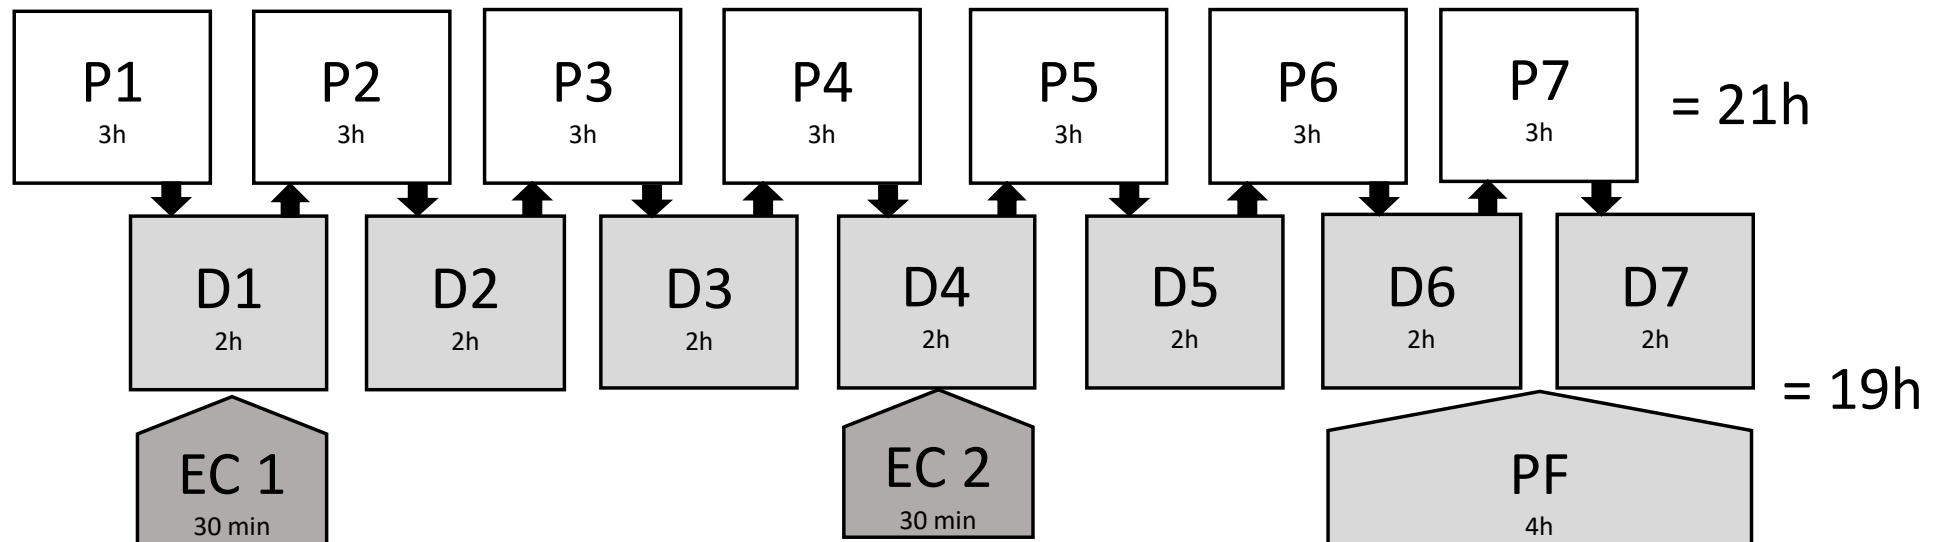 P1
3h
P2
3h
P3
3h
P4
3h
P5
3h
P6
3h
P7
3h
= 21h
D1
2h
D2
2h
D3
2h
D4
2h
D5
2h
D6
2h
D7
2h
= 19h
EC 1
30 min
EC 2
30 min
PF
4h